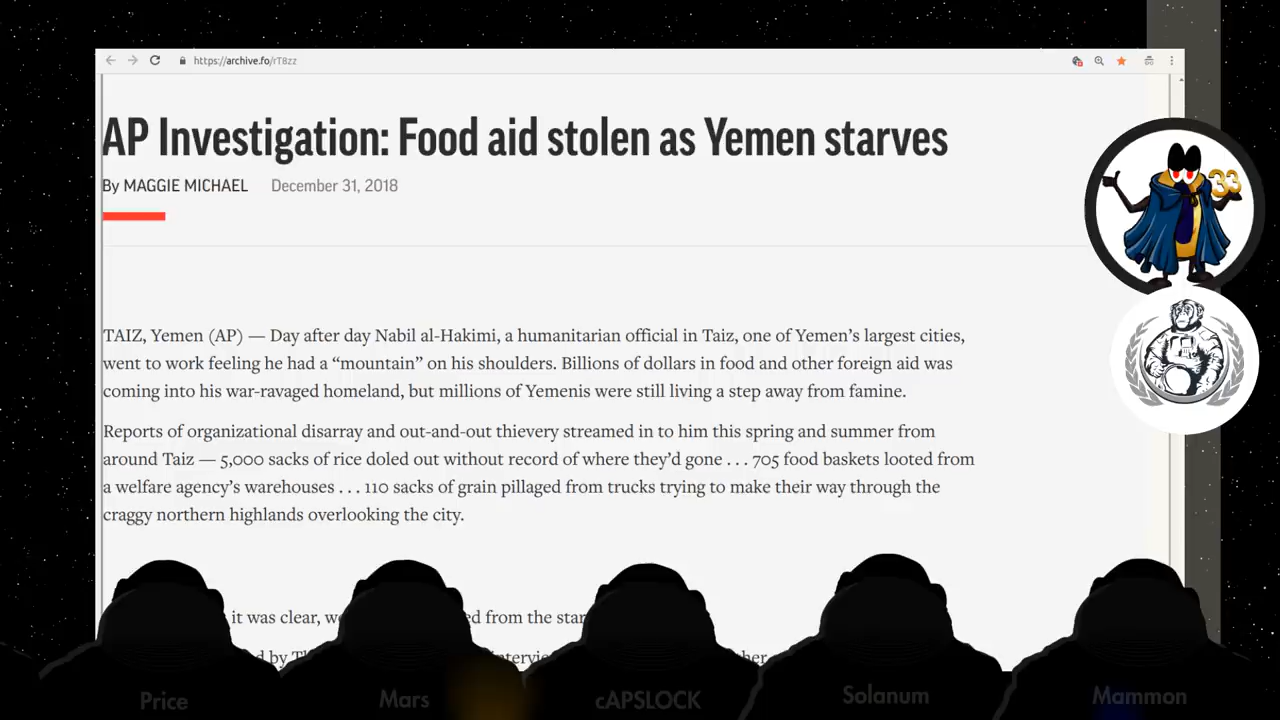 https://archive.fo/rT8zz
AP Investigation: Food aid stolen as Yemen starves
By MAGGIE MICHAEL December 31, 2018
33
TAIZ, Yemen (AP) — Day after day Nabil al-Hakimi, a humanitarian official in Taiz, one of Yemen’s largest cities,
went to work feeling he had a “mountain” on his shoulders. Billions of dollars in food and other foreign aid was
coming into his war-ravaged homeland, but millions of Yemenis were still living a step away from famine.
Reports of organizational disarray and out-and-out thievery streamed in to him this spring and summer from
around Taiz — 5,000 sacks of rice doled out without record of where they’d gone . . . 705 food baskets looted from
a welfare agency’s warehouses . . . 110 sacks of grain pillaged from trucks trying to make their way through the
craggy northern highlands overlooking the city.
it was clear, from the
by
Price Mars cAPSLOCK Solanum Mammon